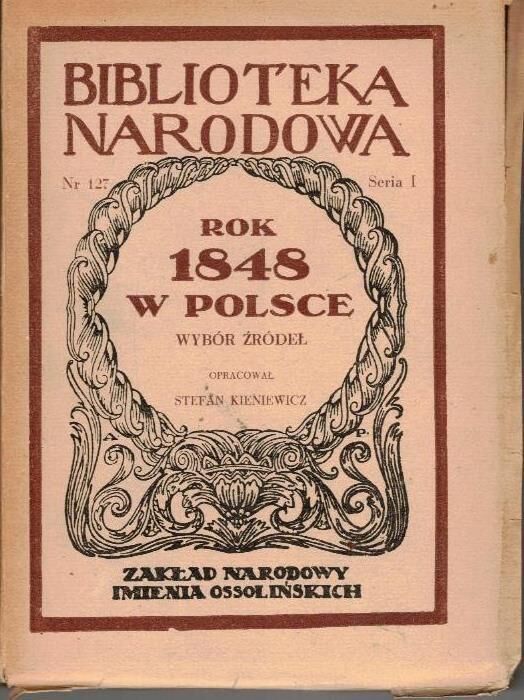 BIBLIOTEKA
NARODOWA
Nr 127 Seria I
ROK
1848
W POLSCE
WYBÓR ŹRÓDEŁ
OPRACOWAŁ
STEFAN KIENIEWICZ
A P.
ZAKŁAD NARODOWY
IMIENIA OSSOLIŃSKICH